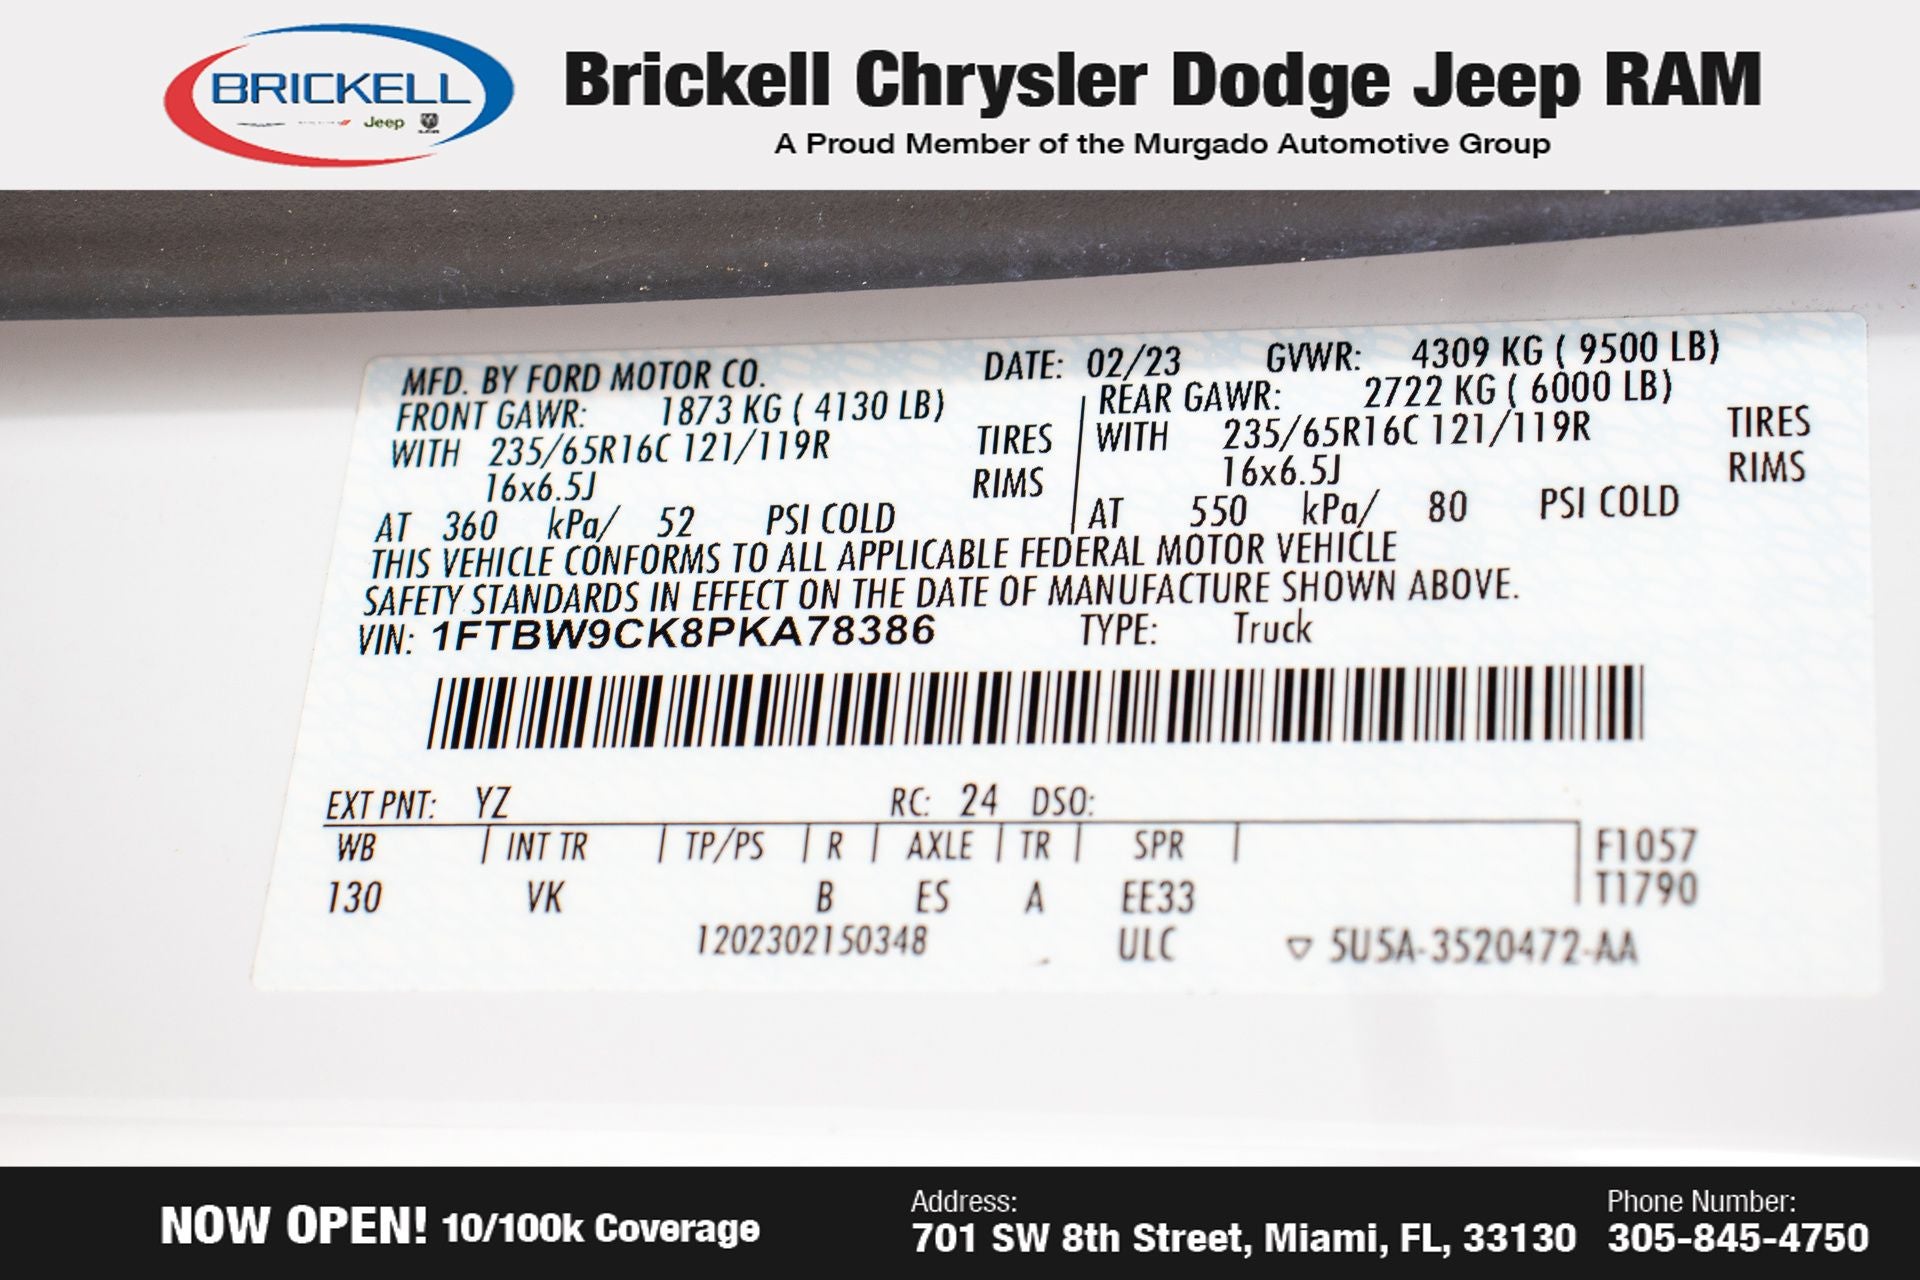 BRICKELL
Jeep
RAM
Brickell Chrysler Dodge Jeep RAM
A Proud Member of the Murgado Automotive Group
MFD. BY FORD MOTOR CO. DATE: 02/23 GVWR: 4309 KG ( 9500 LB)
FRONT GAWR: 1873 KG ( 4130 LB) REAR GAWR: 2722 KG ( 6000 LB)
WITH 235/65R16C 121/119R TIRES WITH 235/65R16C 121/119R TIRES
16x6.5J RIMS 16x6.5J RIMS
AT 360 kPa/ 52 PSI COLD AT 550 kPa/ 80 PSI COLD
THIS VEHICLE CONFORMS TO ALL APPLICABLE FEDERAL MOTOR VEHICLE
SAFETY STANDARDS IN EFFECT ON THE DATE OF MANUFACTURE SHOWN ABOVE.
VIN: 1FTBW9CK8PKA78386 TYPE: Truck
EXT PNT: YZ RC: 24 DSO:
WB INT TR TP/PS R AXLE TR SPR F1057
130 VK B ES A EE33 T1790
1202302150348 ULC ▽ 5U5A-3520472-AA
NOW OPEN! 10/100k Coverage
Address:
701 SW 8th Street, Miami, FL, 33130
Phone Number:
305-845-4750